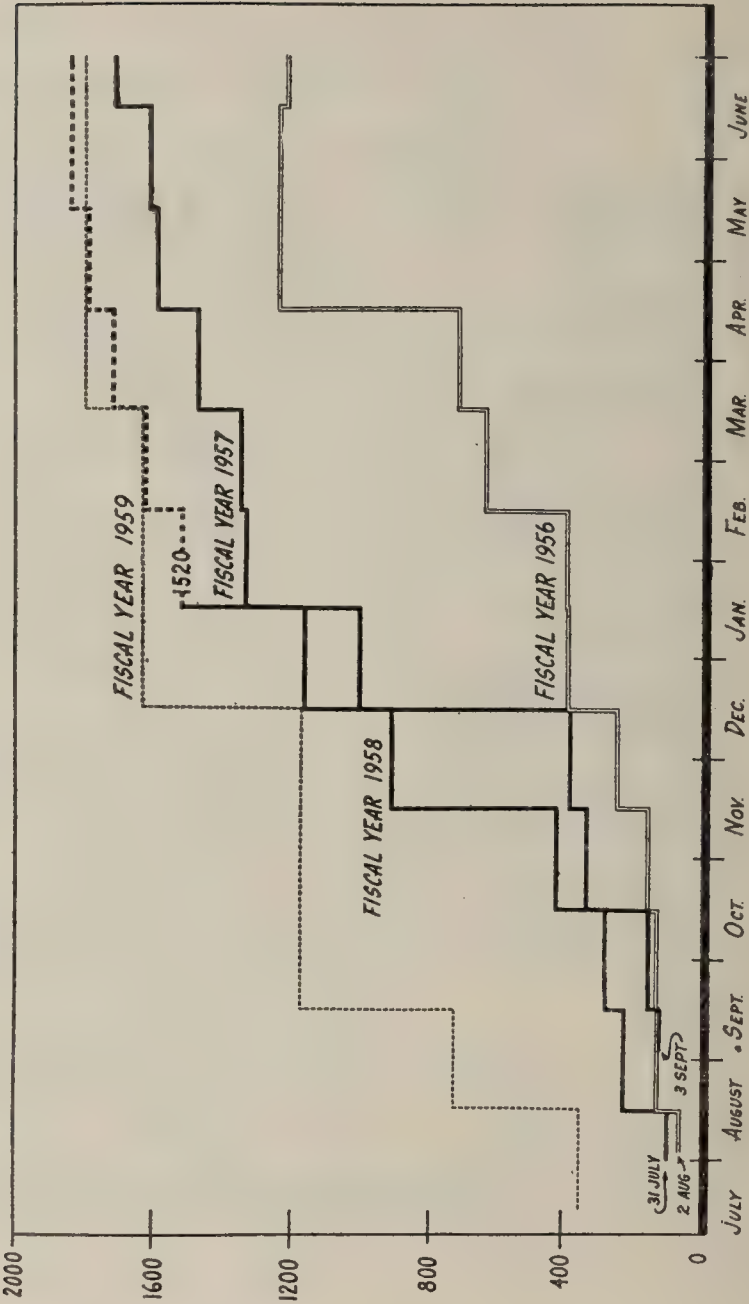 2000
1600
1200
800
400
0
FISCAL YEAR 1959
1520
FISCAL YEAR 1957
FISCAL YEAR 1958
FISCAL YEAR 1956
31 JULY
2 AUG
3 SEPT
JULY AUGUST SEPT. OCT. NOV. DEC. JAN. FEB. MAR. APR. MAY JUNE